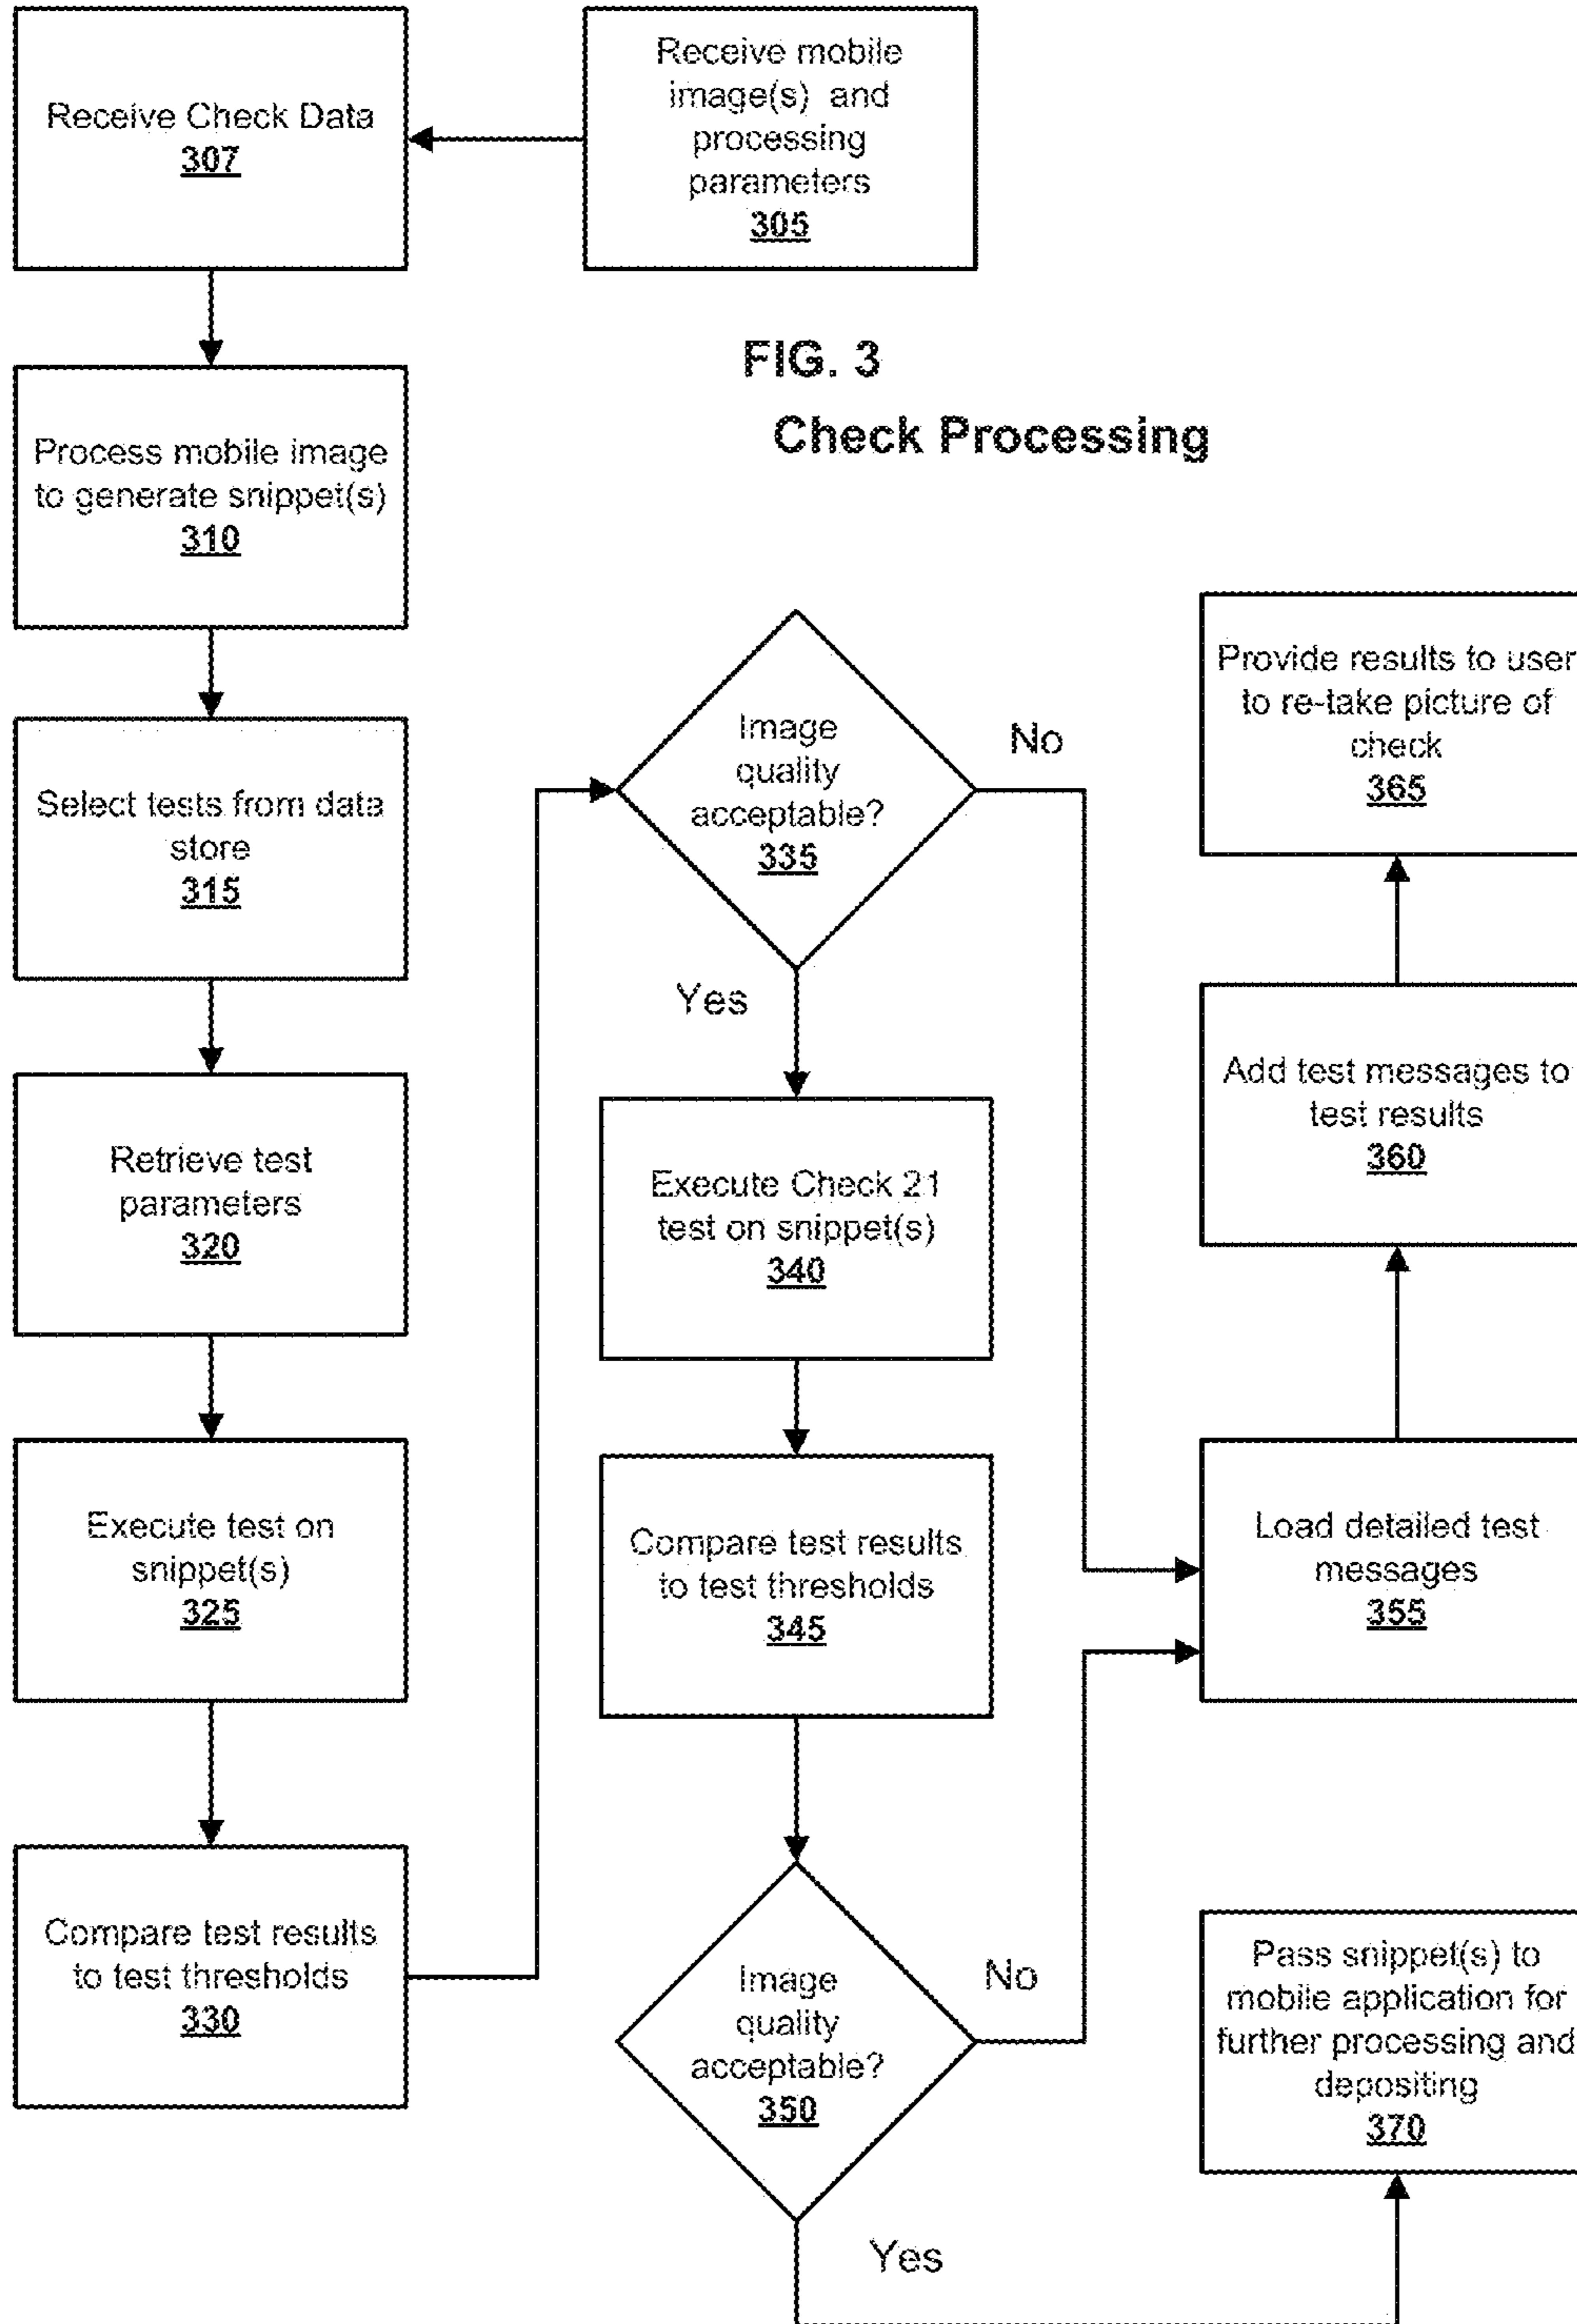 Receive Check Data
307
Receive mobile
image(s) and
processing
parameters
305
FIG. 3
Check Processing
Process mobile image
to generate snippet(s)
310
Select tests from data
store
315
Retrieve test
parameters
320
Execute test on
snippet(s)
325
Compare test results
to test thresholds
330
Image
quality
acceptable?
335
No
Yes
Execute Check 21
test on snippet(s)
340
Compare test results
to test thresholds
345
Image
quality
acceptable?
350
No
Yes
Provide results to user
to re-take picture of
check
365
Add test messages to
test results
360
Load detailed test
messages
355
Pass snippet(s) to
mobile application for
further processing and
depositing
370